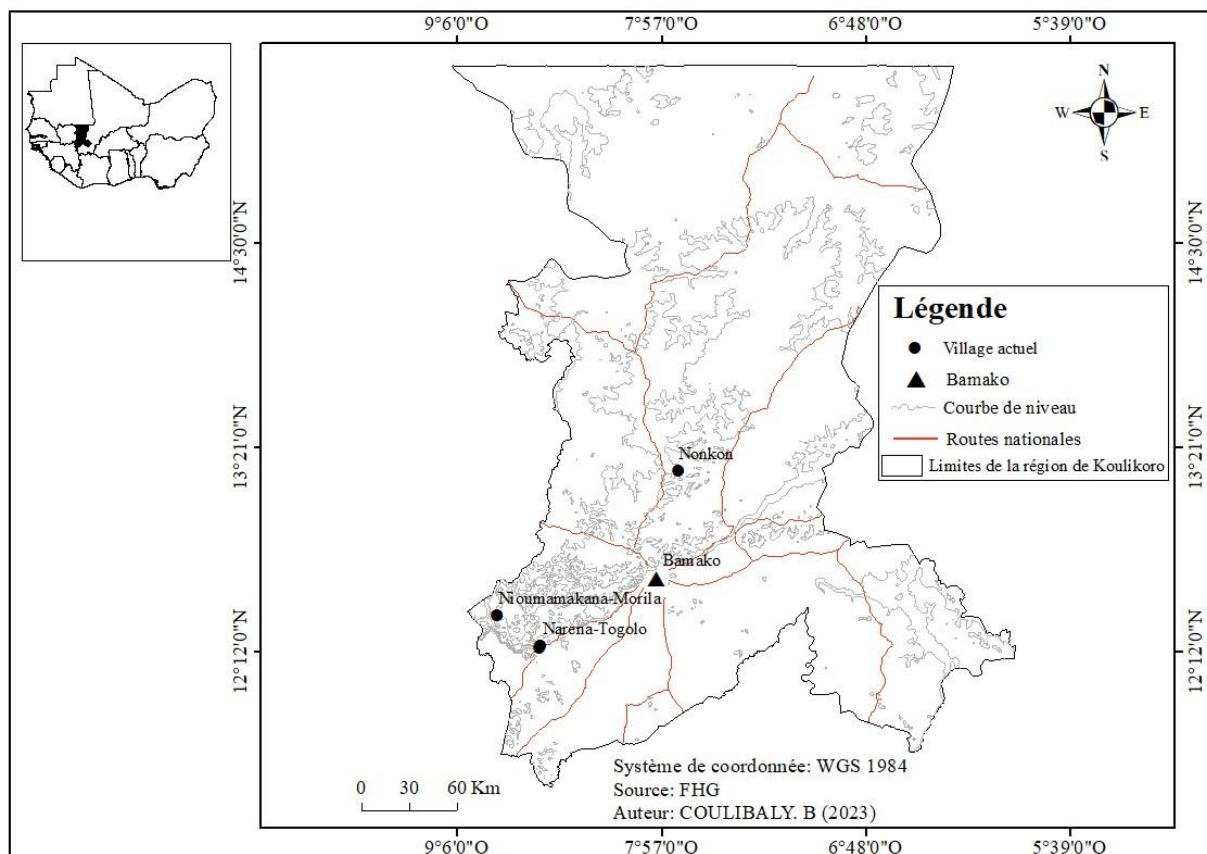 9°6'0"O
7°57'0"O
6°48'0"O
5°39'0"O
N
W
E
S
14°30'0"N
14°30'0"N
Légende
Village actuel
Bamako
Courbe de niveau
Routes nationales
Limites de la région de Koulikoro
13°21'0"N
13°21'0"N
Nonkon
Bamako
Nioumamakana-Morila
Narena-Togolo
12°12'0"N
12°12'0"N
Système de coordonnée: WGS 1984
Source: FHG
Auteur: COULIBALY. B (2023)
0 30 60 Km
9°6'0"O
7°57'0"O
6°48'0"O
5°39'0"O